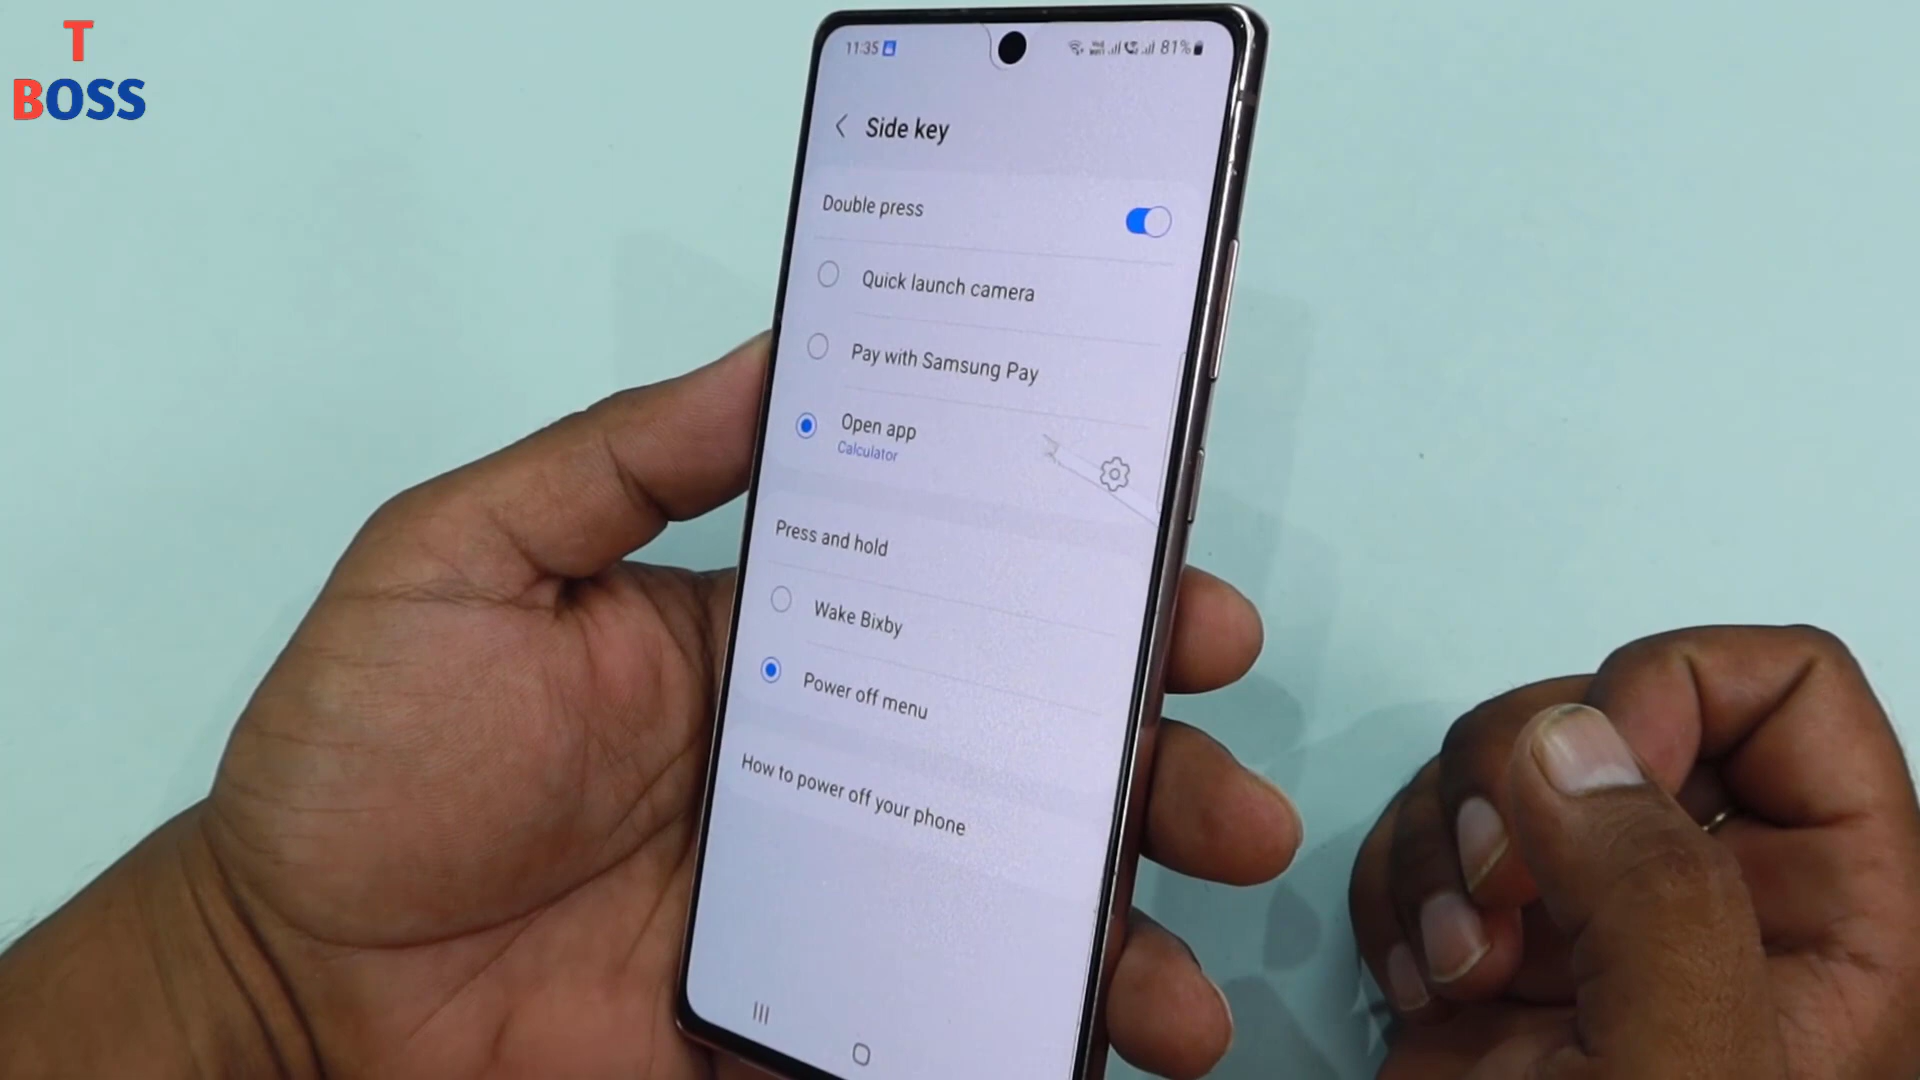 T
BOSS
11:35
81%
Side key
Double press
Quick launch camera
Pay with Samsung Pay
Open app
Calculator
Press and hold
Wake Bixby
Power off menu
How to power off your phone